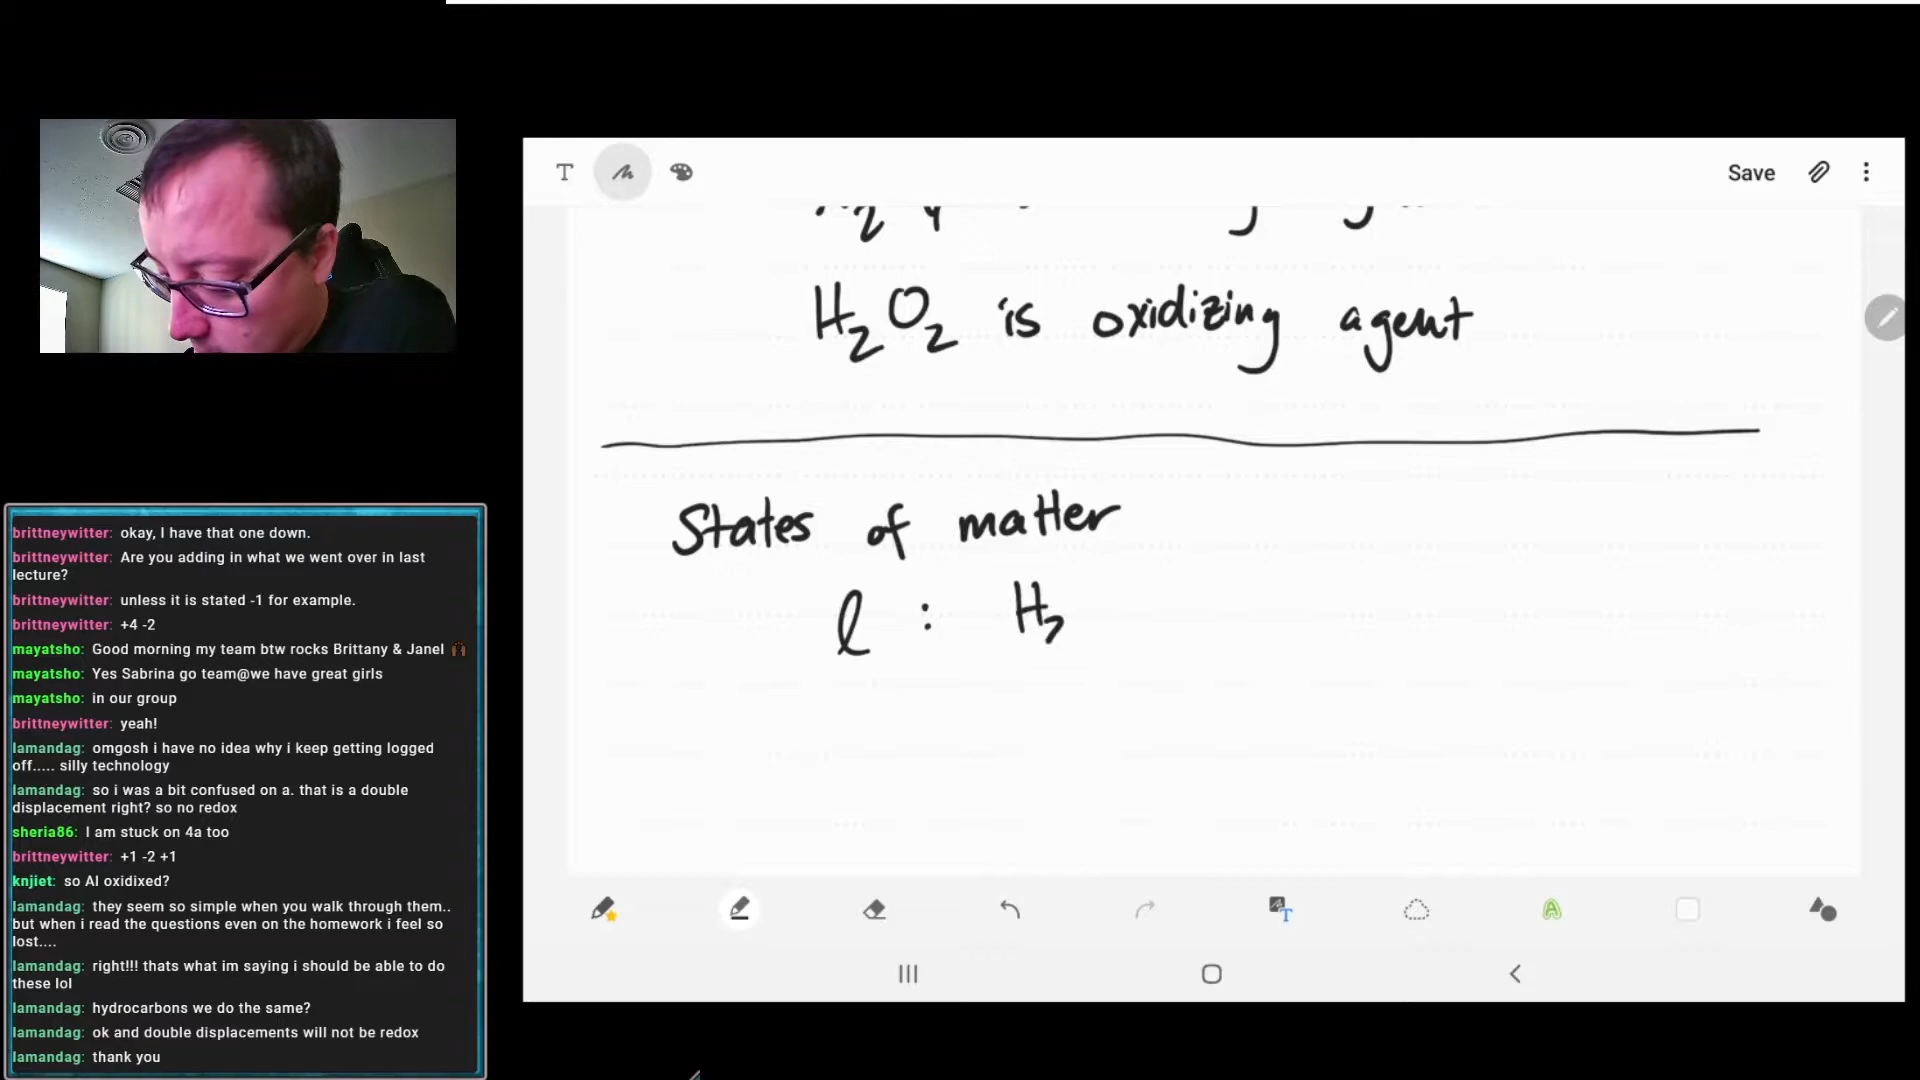 T
Save
H2O2 is oxidizing agent
States of matter
l : H2
brittneywitter: okay, I have that one down.
brittneywitter: Are you adding in what we went over in last
lecture?
brittneywitter: unless it is stated -1 for example.
brittneywitter: +4 -2
mayatsho: Good morning my team btw rocks Brittany & Janel
mayatsho: Yes Sabrina go team@we have great girls
mayatsho: in our group
brittneywitter: yeah!
lamandag: omgosh i have no idea why i keep getting logged
off..... silly technology
lamandag: so i was a bit confused on a. that is a double
displacement right? so no redox
sheria86: I am stuck on 4a too
brittneywitter: +1 -2 +1
knjiet: so Al oxidixed?
lamandag: they seem so simple when you walk through them..
but when i read the questions even on the homework i feel so
lost....
lamandag: right!!! thats what im saying i should be able to do
these lol
lamandag: hydrocarbons we do the same?
lamandag: ok and double displacements will not be redox
lamandag: thank you